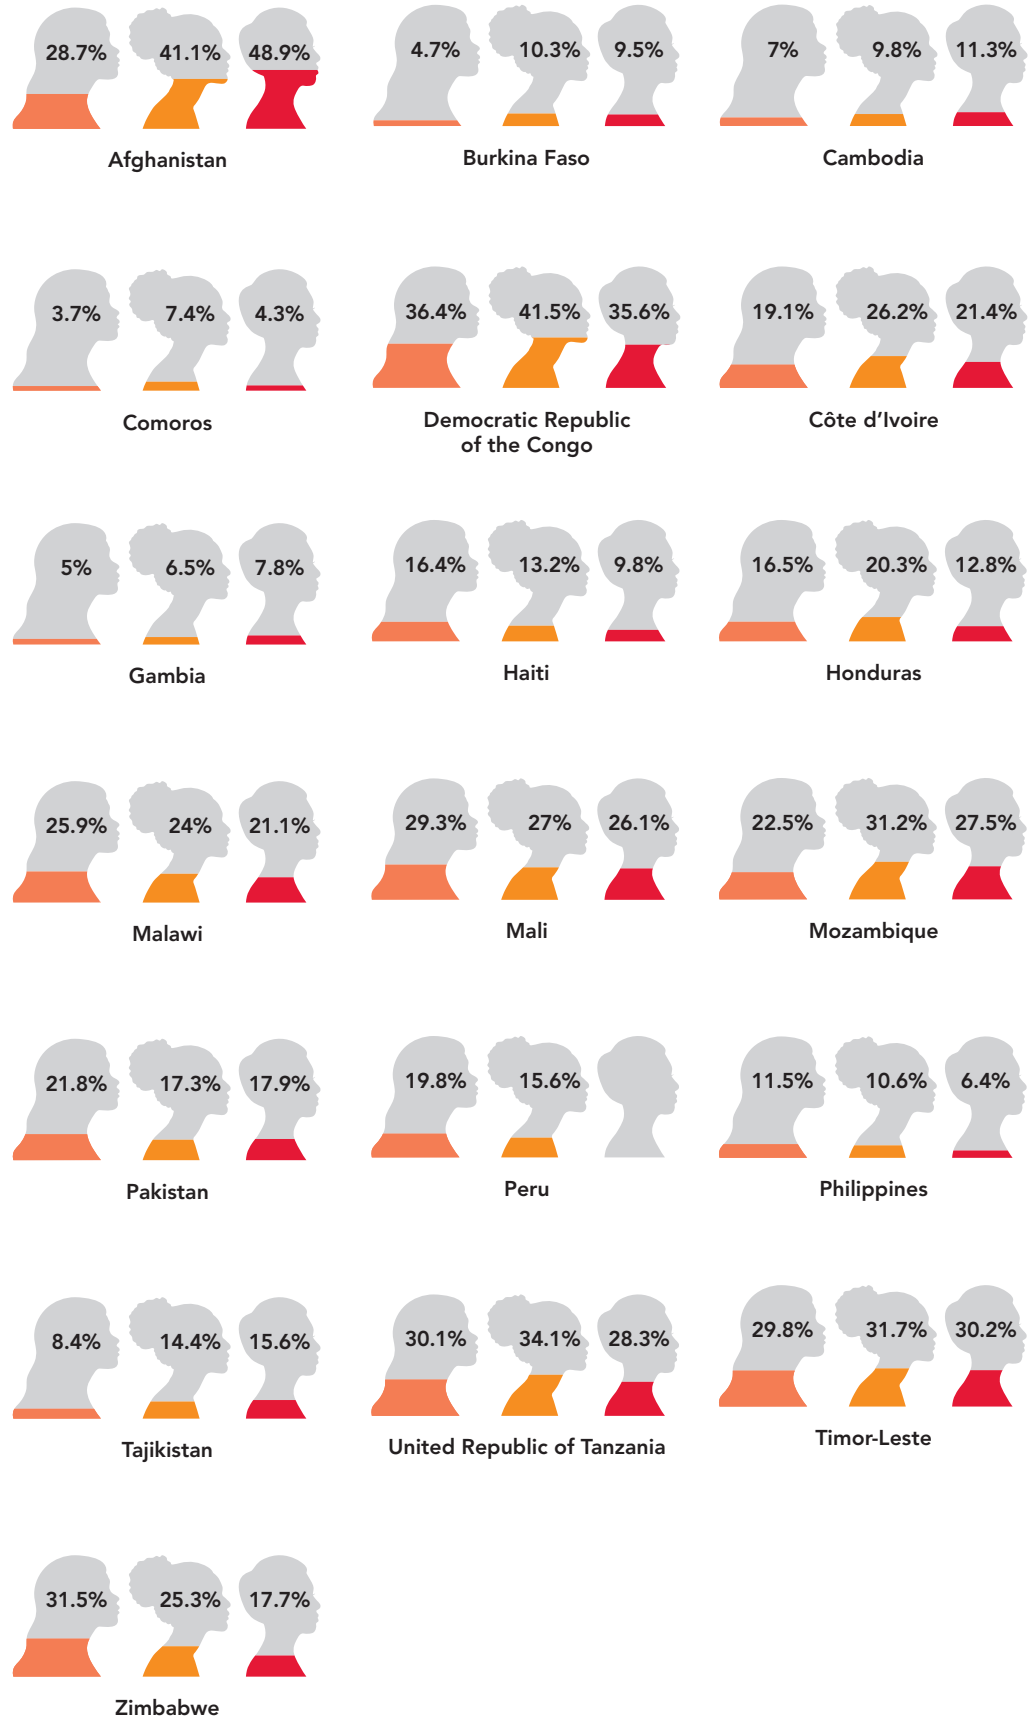 28.7% 41.1% 48.9%
Afghanistan
4.7% 10.3% 9.5%
Burkina Faso
7% 9.8% 11.3%
Cambodia
3.7% 7.4% 4.3%
Comoros
36.4% 41.5% 35.6%
Democratic Republic
of the Congo
19.1% 26.2% 21.4%
Côte d’Ivoire
5% 6.5% 7.8%
Gambia
16.4% 13.2% 9.8%
Haiti
16.5% 20.3% 12.8%
Honduras
25.9% 24% 21.1%
Malawi
29.3% 27% 26.1%
Mali
22.5% 31.2% 27.5%
Mozambique
21.8% 17.3% 17.9%
Pakistan
19.8% 15.6%
Peru
11.5% 10.6% 6.4%
Philippines
8.4% 14.4% 15.6%
Tajikistan
30.1% 34.1% 28.3%
United Republic of Tanzania
29.8% 31.7% 30.2%
Timor-Leste
31.5% 25.3% 17.7%
Zimbabwe